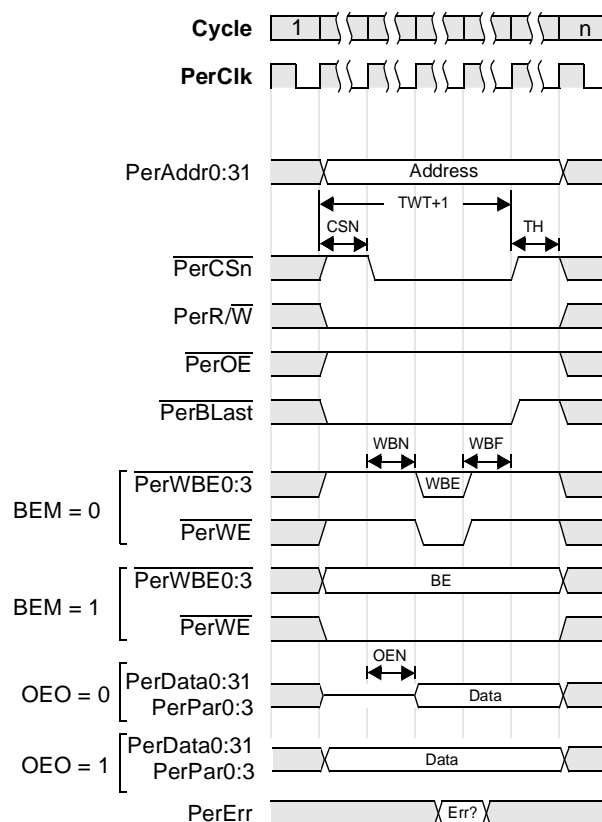 Cycle 1 n
PerClk
PerAddr0:31 Address
TWT+1
CSN TH
PerCSn
PerR/W
PerOE
PerBLast
WBN WBF
BEM = 0 PerWBE0:3 WBE
PerWE
BEM = 1 PerWBE0:3 BE
PerWE
OEN
OEO = 0 PerData0:31
PerPar0:3 Data
OEO = 1 PerData0:31
PerPar0:3 Data
PerErr Err?